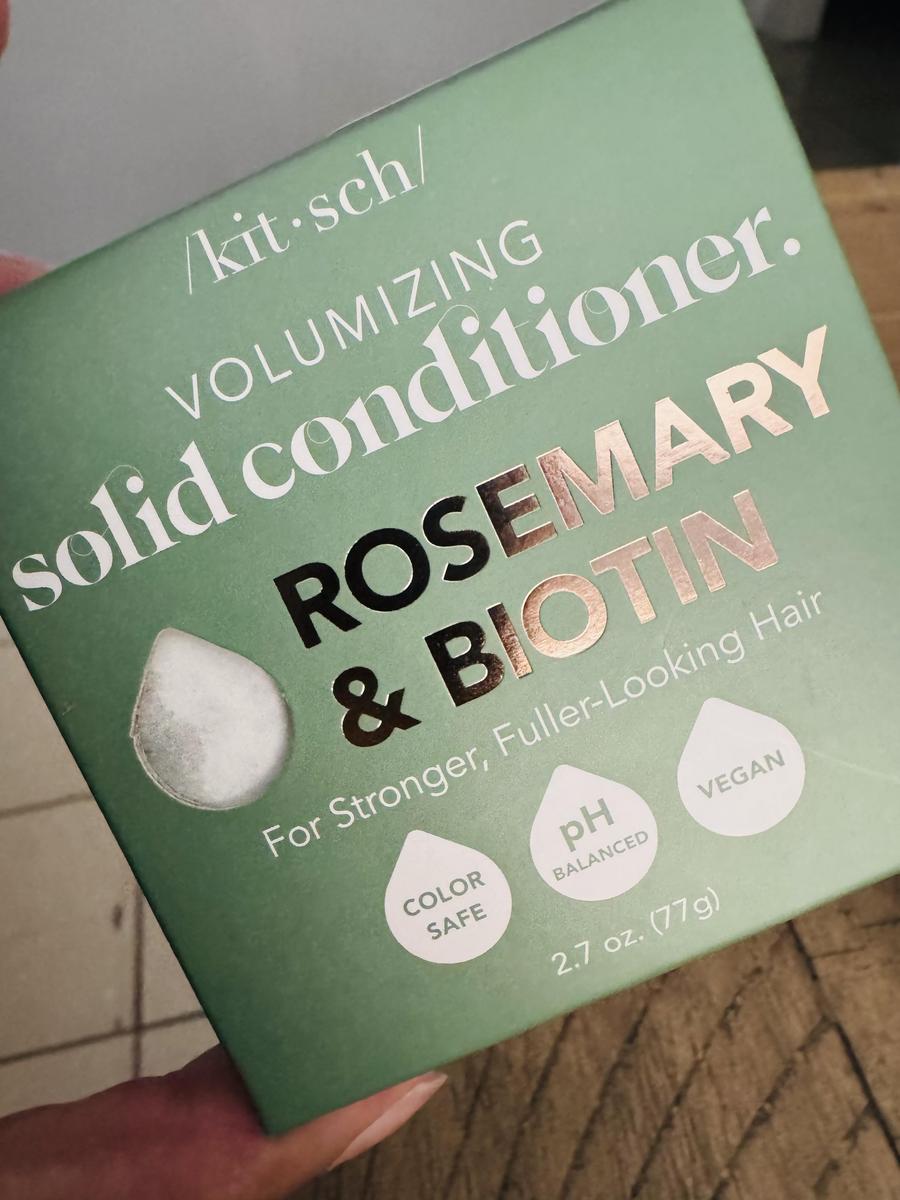 /kit·sch/
VOLUMIZING
solid conditioner.
ROSEMARY
& BIOTIN
For Stronger, Fuller-Looking Hair
COLOR
SAFE
pH
BALANCED
VEGAN
2.7 oz. (77g)